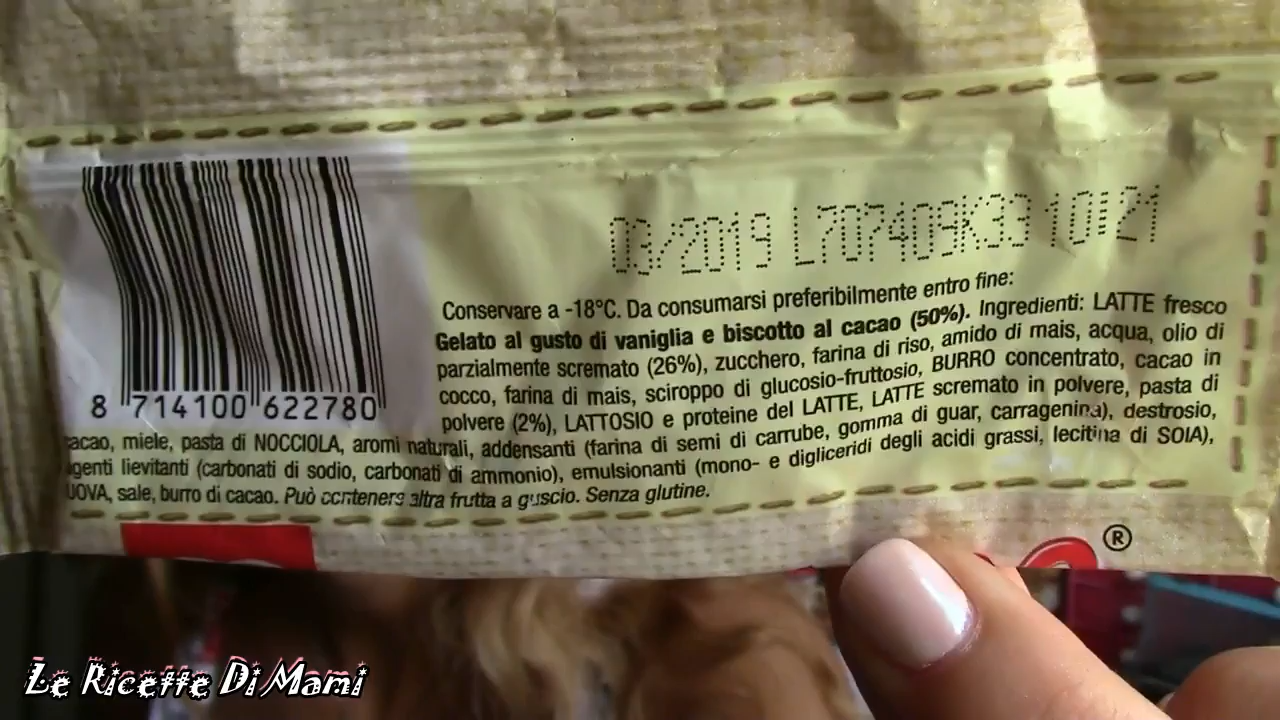 03/2019 L707409K33 10:21
Conservare a -18°C. Da consumarsi preferibilmente entro fine:
Gelato al gusto di vaniglia e biscotto al cacao (50%). Ingredienti: LATTE fresco
parzialmente scremato (26%), zucchero, farina di riso, amido di mais, acqua, olio di
cocco, farina di mais, sciroppo di glucosio-fruttosio, BURRO concentrato, cacao in
polvere (2%), LATTOSIO e proteine del LATTE, LATTE scremato in polvere, pasta di
cacao, miele, pasta di NOCCIOLA, aromi naturali, addensanti (farina di semi di carrube, gomma di guar, carragenina), destrosio,
agenti lievitanti (carbonati di sodio, carbonati di ammonio), emulsionanti (mono- e digliceridi degli acidi grassi, lecitina di SOIA),
UOVA, sale, burro di cacao. Può contenere altra frutta a guscio. Senza glutine.
8 714100 622780
®
Le Ricette Di Mami